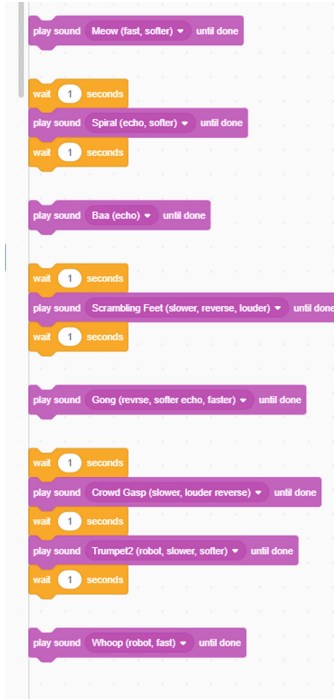 play sound Meow (fast, softer) until done
wait 1 seconds
play sound Spiral (echo, softer) until done
wait 1 seconds
play sound Baa (echo) until done
wait 1 seconds
play sound Scrambling Feet (slower, reverse, louder) until done
wait 1 seconds
play sound Gong (revrse, softer echo, faster) until done
wait 1 seconds
play sound Crowd Gasp (slower, louder reverse) until done
wait 1 seconds
play sound Trumpet2 (robot, slower, softer) until done
wait 1 seconds
play sound Whoop (robot, fast) until done